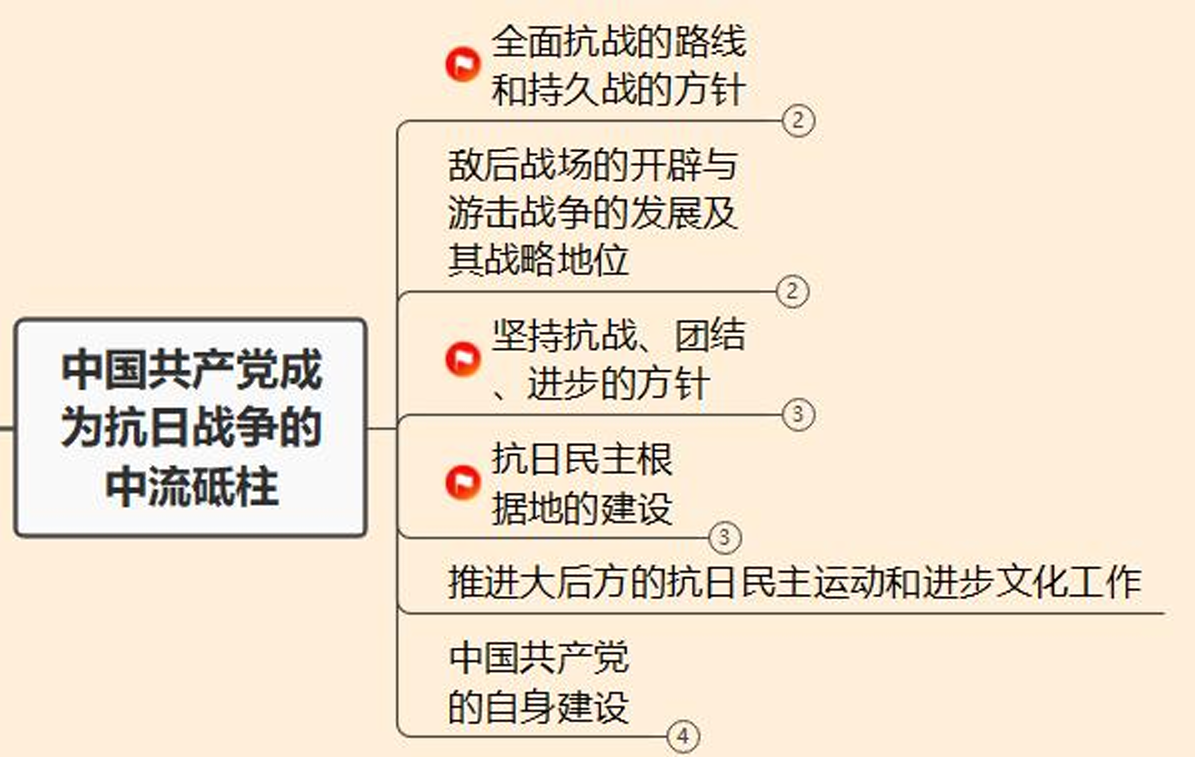 全面抗战的路线
和持久战的方针
2
敌后战场的开辟与
游击战争的发展及
其战略地位
2
坚持抗战、团结
、进步的方针
3
中国共产党成
为抗日战争的
中流砥柱
抗日民主根
据地的建设
3
推进大后方的抗日民主运动和进步文化工作
中国共产党
的自身建设
4